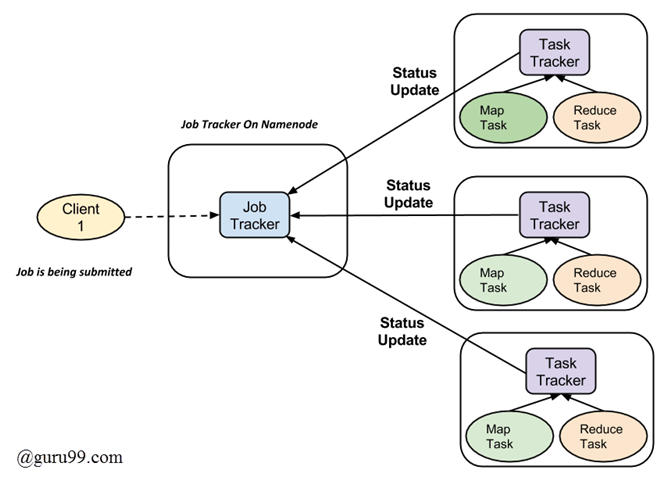 Task
Tracker
Map
Task
Reduce
Task
Status
Update
Job Tracker On Namenode
Client
1
Job
Tracker
Job is being submitted
Status
Update
Task
Tracker
Map
Task
Reduce
Task
Status
Update
Task
Tracker
Map
Task
Reduce
Task
@guru99.com